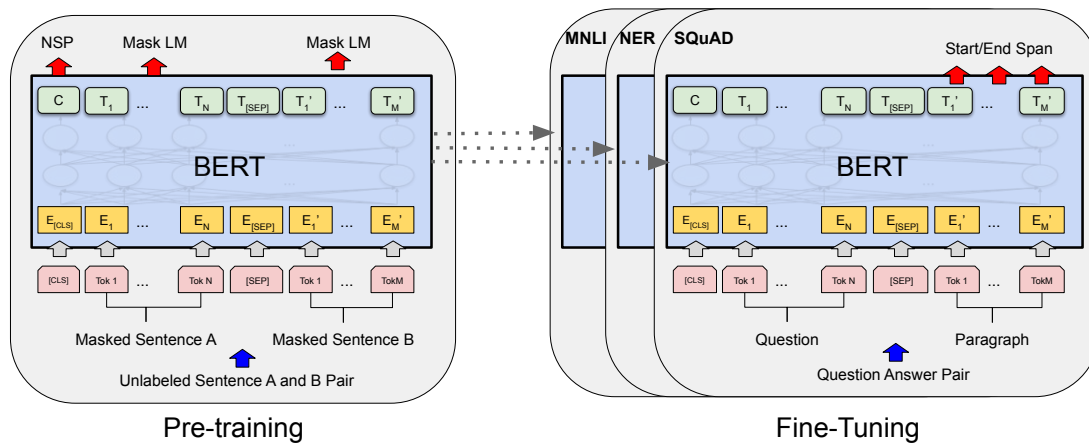 NSP Mask LM Mask LM
C T1 ... TN T[SEP] T1' ... TM'
BERT
E[CLS] E1 ... EN E[SEP] E1' ... EM'
[CLS] Tok 1 ... Tok N [SEP] Tok 1 ... TokM
Masked Sentence A Masked Sentence B
Unlabeled Sentence A and B Pair
Pre-training
MNLI NER SQuAD
Start/End Span
C T1 ... TN T[SEP] T1' ... TM'
BERT
E[CLS] E1 ... EN E[SEP] E1' ... EM'
[CLS] Tok 1 ... Tok N [SEP] Tok 1 ... TokM
Question Paragraph
Question Answer Pair
Fine-Tuning